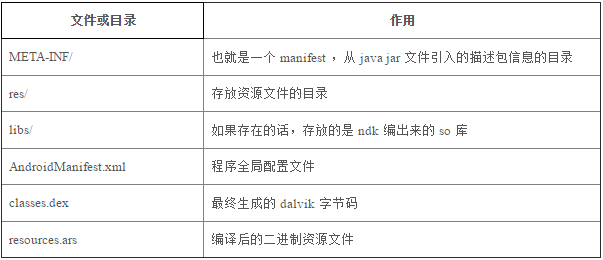 文件或目录 作用
META-INF/ 也就是一个 manifest ，从 java jar 文件引入的描述包信息的目录
res/ 存放资源文件的目录
libs/ 如果存在的话，存放的是 ndk 编出来的 so 库
AndroidManifest.xml 程序全局配置文件
classes.dex 最终生成的 dalvik 字节码
resources.ars 编译后的二进制资源文件